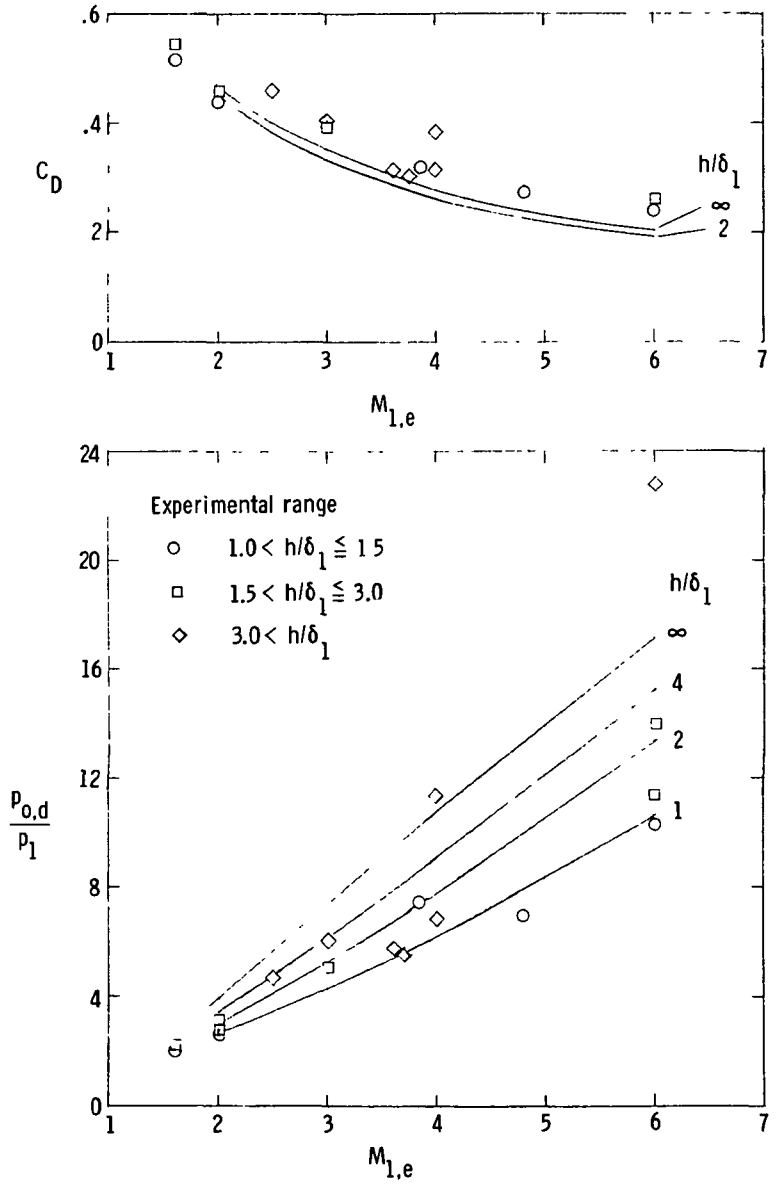 .6
.4
C_D
h/δ_1
∞
2
2
0
1
2
3
4
5
6
7
M_1,e
24
Experimental range
○ 1.0 < h/δ_1 ≦ 1 5
□ 1.5 < h/δ_1 ≦ 3.0
◇ 3.0 < h/δ_1
20
h/δ_1
∞
16
4
2
12
p_o,d
p_1
1
8
4
0
1
2
3
4
5
6
7
M_1,e